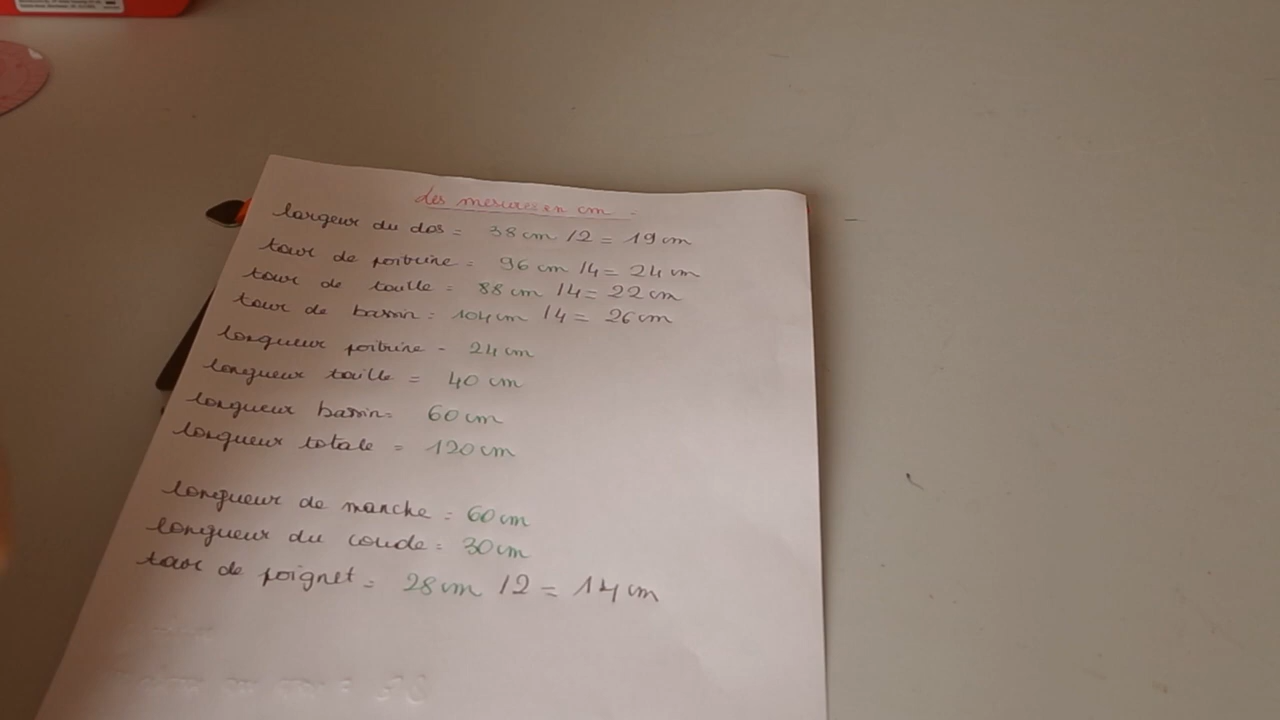 des mesures en cm
largeur du dos = 38 cm /2 = 19 cm
tour de poitrine = 96 cm /4 = 24 cm
tour de taille = 88 cm /4 = 22 cm
tour de bassin = 104 cm /4 = 26 cm
longueur poitrine - 24 cm
longueur taille = 40 cm
longueur bassin = 60 cm
longueur totale = 120 cm
longueur de manche = 60 cm
longueur du coude = 30 cm
tour de poignet = 28 cm /2 = 14 cm